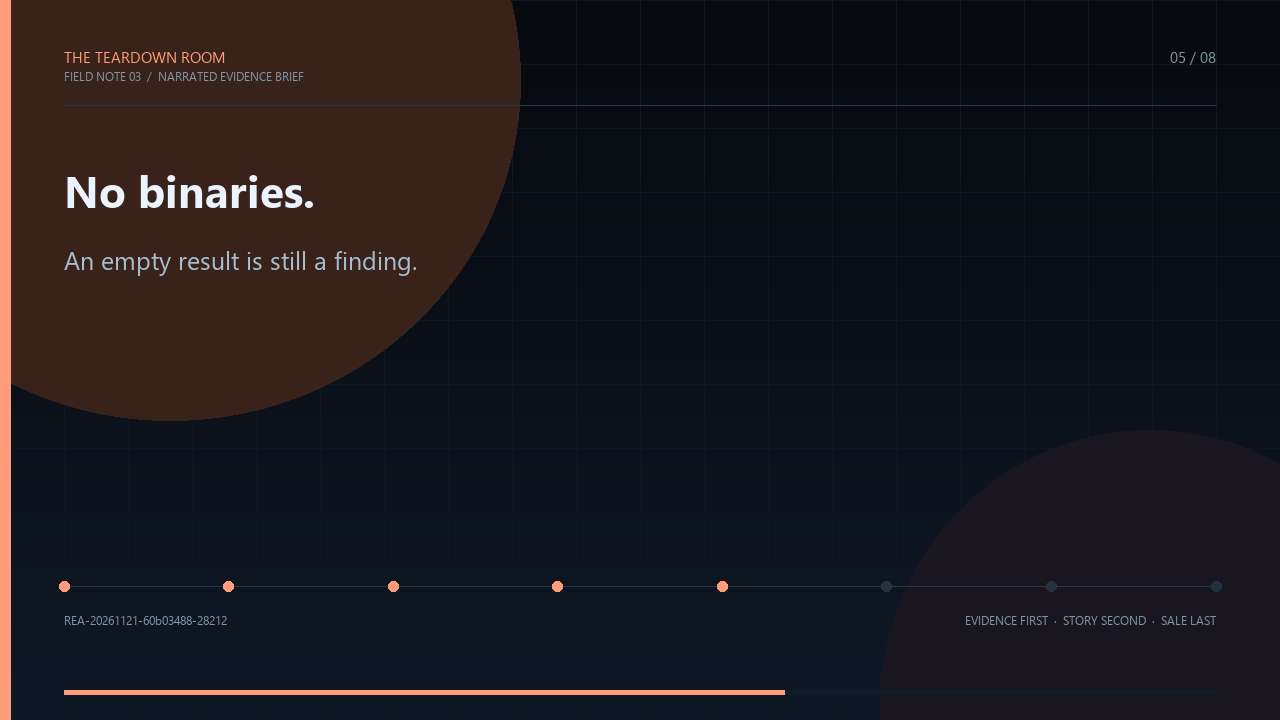 THE TEARDOWN ROOM
05 / 08
FIELD NOTE 03 / NARRATED EVIDENCE BRIEF
No binaries.
An empty result is still a finding.
REA-20261121-60b03488-28212
EVIDENCE FIRST · STORY SECOND · SALE LAST